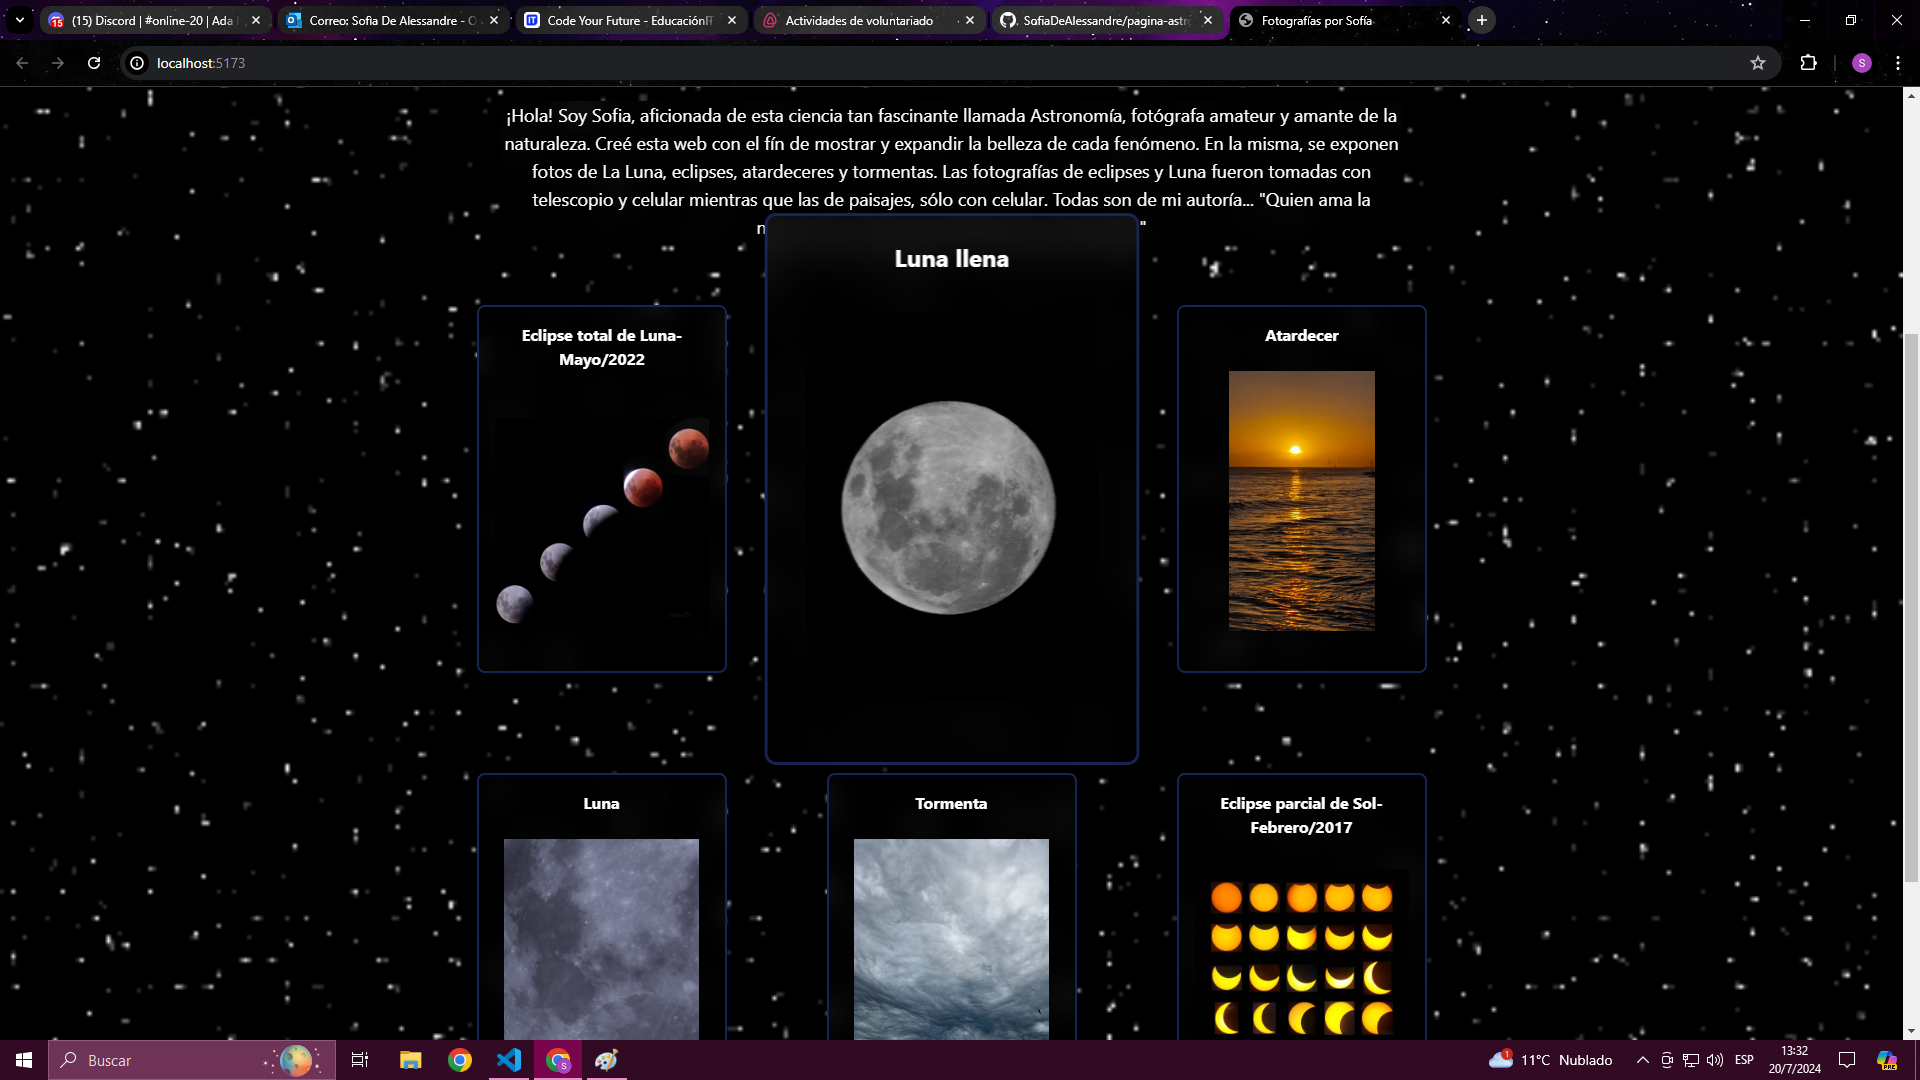 (15) Discord | #online-20 | Ada I
Correo: Sofia De Alessandre - O
Code Your Future - EducaciónIT
Actividades de voluntariado
SafiaDeAlessandre/pagina-astro
Fotografías por Sofía
localhost:5173
S
¡Hola! Soy Sofia, aficionada de esta ciencia tan fascinante llamada Astronomía, fotógrafa amateur y amante de la
naturaleza. Creé esta web con el fín de mostrar y expandir la belleza de cada fenómeno. En la misma, se exponen
fotos de La Luna, eclipses, atardeceres y tormentas. Las fotografías de eclipses y Luna fueron tomadas con
telescopio y celular mientras que las de paisajes, sólo con celular. Todas son de mi autoría... "Quien ama la
n "
Eclipse total de Luna-
Mayo/2022
Luna llena
Atardecer
Luna
Tormenta
Eclipse parcial de Sol-
Febrero/2017
Buscar
1
11°C Nublado
ESP
13:32
20/7/2024
PRE